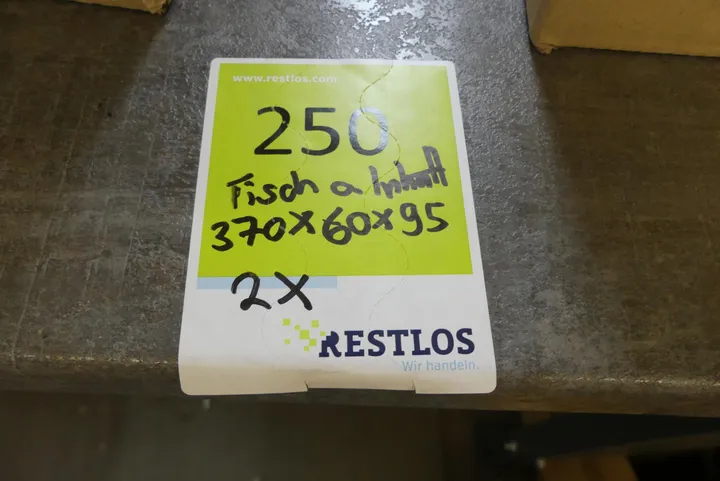 www.restlos.com
250
Tisch a Inhalt
370x60x95
2x
RESTLOS
Wir handeln.